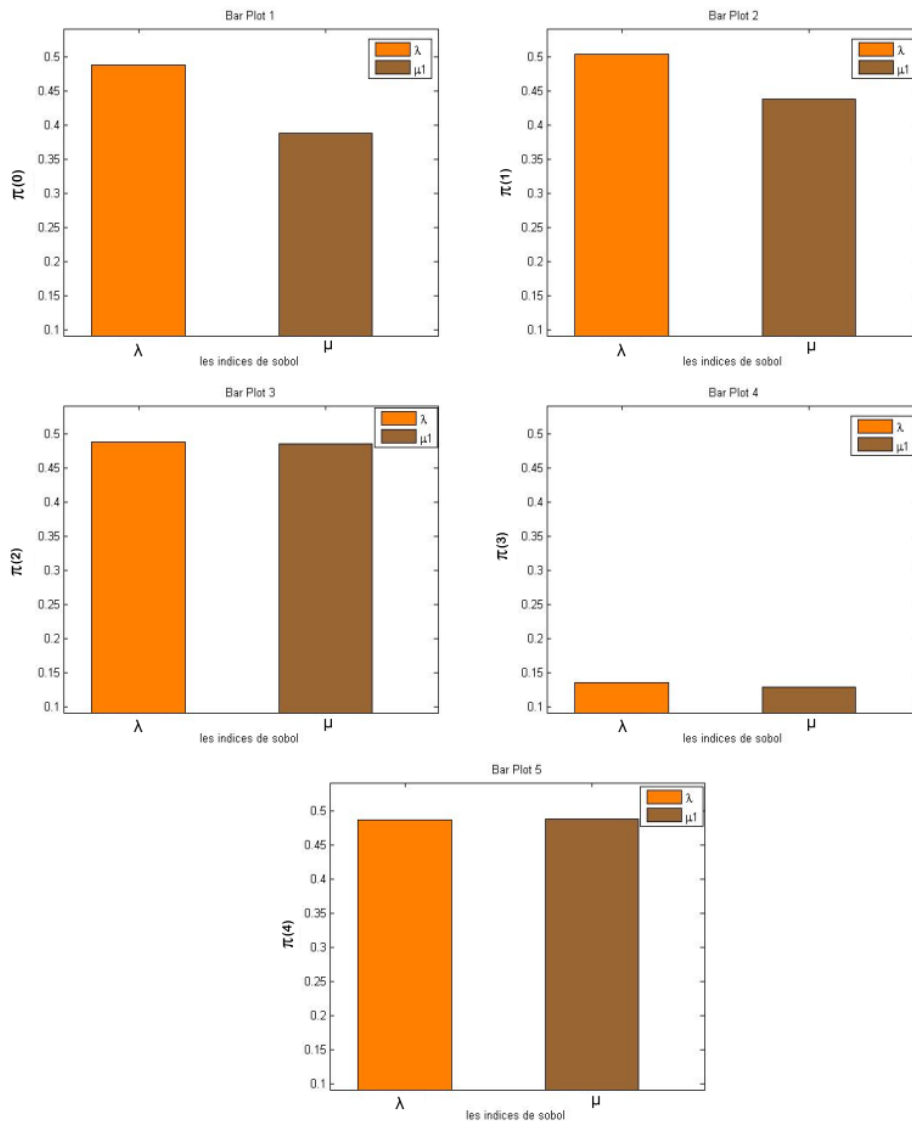 Bar Plot 1
π(0)
0.5
0.45
0.4
0.35
0.3
0.25
0.2
0.15
0.1
λ
μ1
λ
μ
les indices de sobol
Bar Plot 2
π(1)
0.5
0.45
0.4
0.35
0.3
0.25
0.2
0.15
0.1
λ
μ1
λ
μ
les indices de sobol
Bar Plot 3
π(2)
0.5
0.45
0.4
0.35
0.3
0.25
0.2
0.15
0.1
λ
μ1
λ
μ
les indices de sobol
Bar Plot 4
π(3)
0.5
0.45
0.4
0.35
0.3
0.25
0.2
0.15
0.1
λ
μ1
λ
μ
les indices de sobol
Bar Plot 5
π(4)
0.5
0.45
0.4
0.35
0.3
0.25
0.2
0.15
0.1
λ
μ1
λ
μ
les indices de sobol